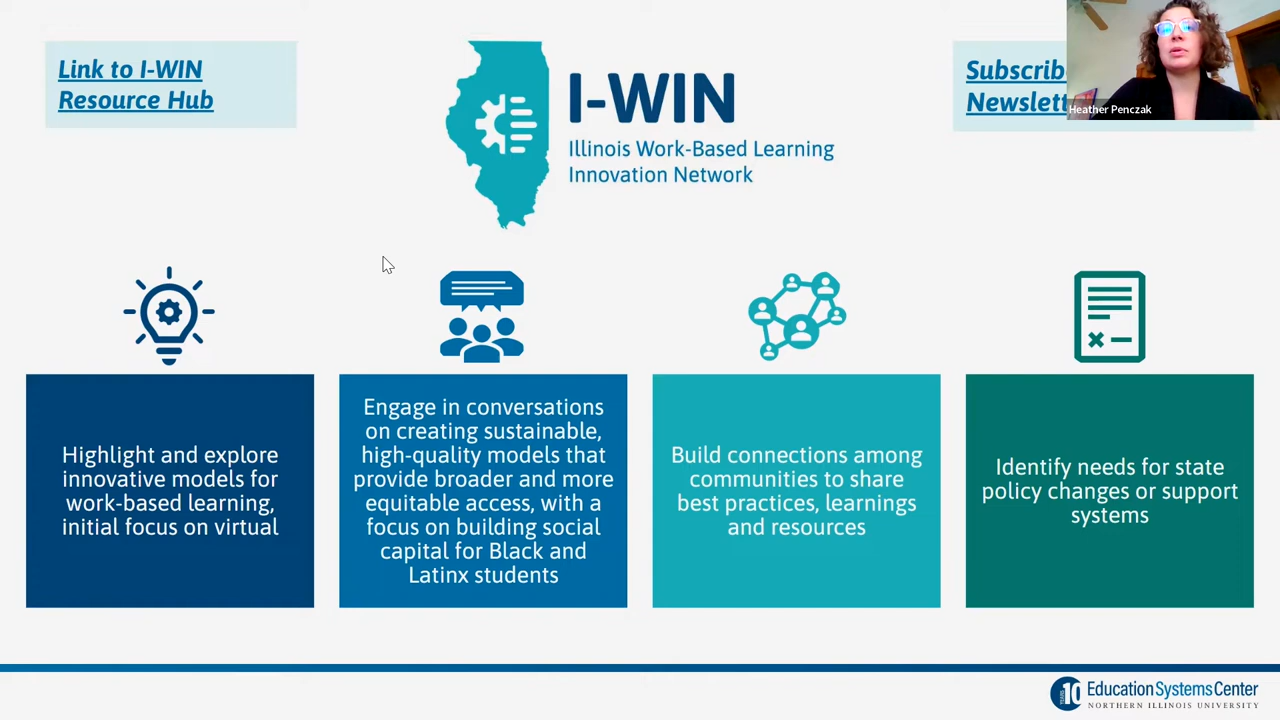 Link to I-WIN
Resource Hub
I-WIN
Illinois Work-Based Learning
Innovation Network
Heather Penczak
Highlight and explore
innovative models for
work-based learning,
initial focus on virtual
Engage in conversations
on creating sustainable,
high-quality models that
provide broader and more
equitable access, with a
focus on building social
capital for Black and
Latinx students
Build connections among
communities to share
best practices, learnings
and resources
Identify needs for state
policy changes or support
systems
10 YEARS
Education Systems Center
NORTHERN ILLINOIS UNIVERSITY